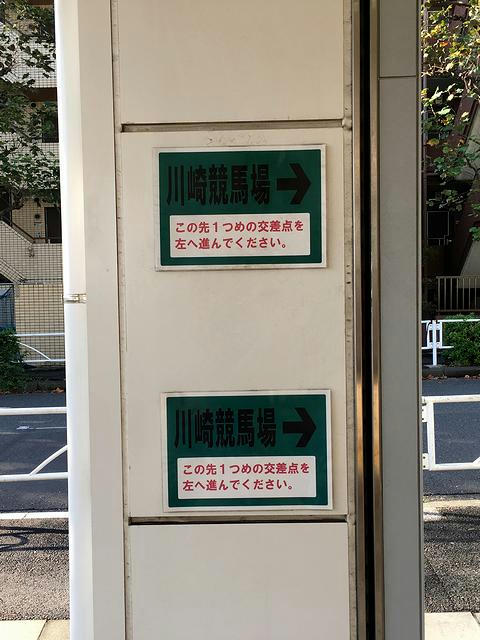 川崎競馬場→
この先1つめの交差点を
左へ進んでください。
川崎競馬場→
この先1つめの交差点を
左へ進んでください。